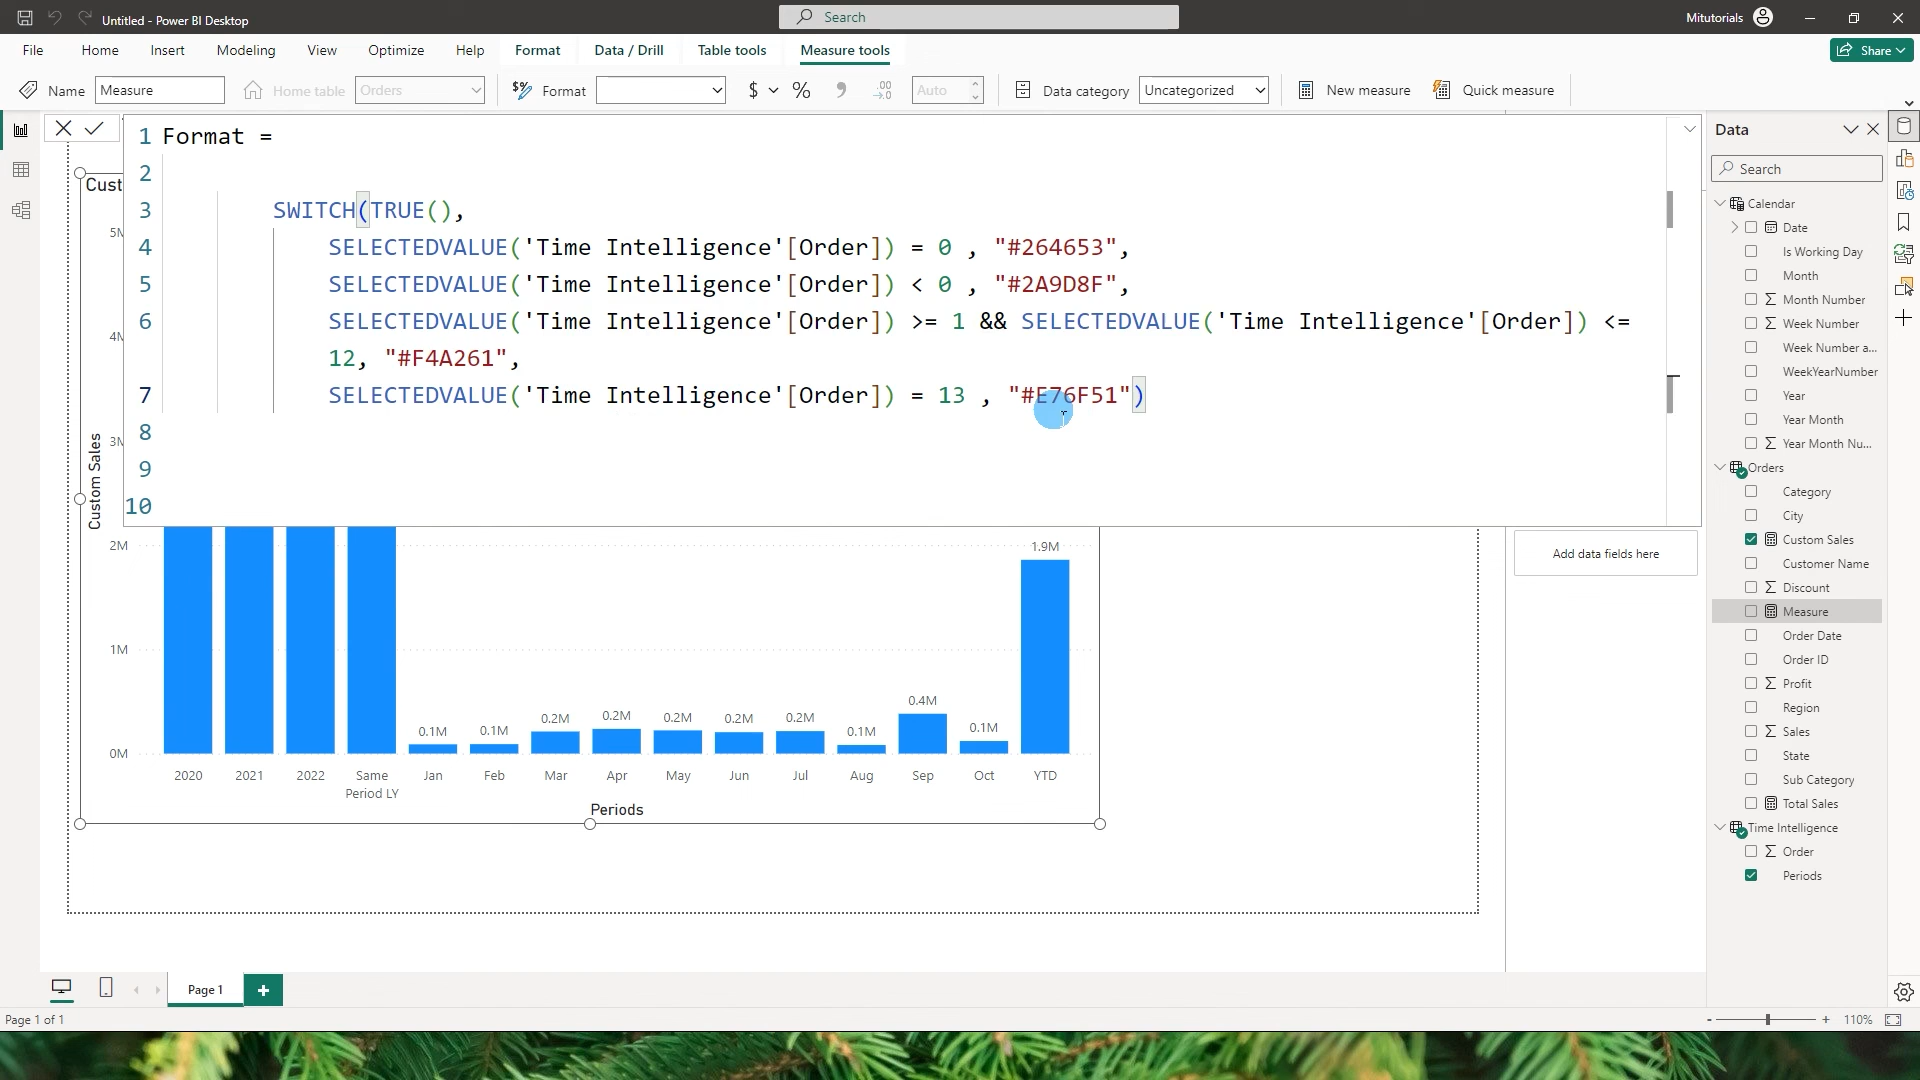 Untitled - Power BI Desktop
Search
Mitutorials
File
Home
Insert
Modeling
View
Optimize
Help
Format
Data / Drill
Table tools
Measure tools
Share
Name
Measure
Home table
Orders
Format
$
%
Auto
Data category
Uncategorized
New measure
Quick measure
1 Format =
2
3 SWITCH(TRUE(),
4 SELECTEDVALUE('Time Intelligence'[Order]) = 0 , "#264653",
5 SELECTEDVALUE('Time Intelligence'[Order]) < 0 , "#2A9D8F",
6 SELECTEDVALUE('Time Intelligence'[Order]) >= 1 && SELECTEDVALUE('Time Intelligence'[Order]) <=
12, "#F4A261",
7 SELECTEDVALUE('Time Intelligence'[Order]) = 13 , "#E76F51")
8
9
10
Cust
5M
4M
3M
2M
1M
0M
Custom Sales
0.1M
0.1M
0.2M
0.2M
0.2M
0.2M
0.2M
0.1M
0.4M
0.1M
1.9M
2020
2021
2022
Same
Period LY
Jan
Feb
Mar
Apr
May
Jun
Jul
Aug
Sep
Oct
YTD
Periods
Add data fields here
Data
Search
Calendar
Date
Is Working Day
Month
Month Number
Week Number
Week Number a...
WeekYearNumber
Year
Year Month
Year Month Nu...
Orders
Category
City
Custom Sales
Customer Name
Discount
Measure
Order Date
Order ID
Profit
Region
Sales
State
Sub Category
Total Sales
Time Intelligence
Order
Periods
Page 1
Page 1 of 1
- + 110%